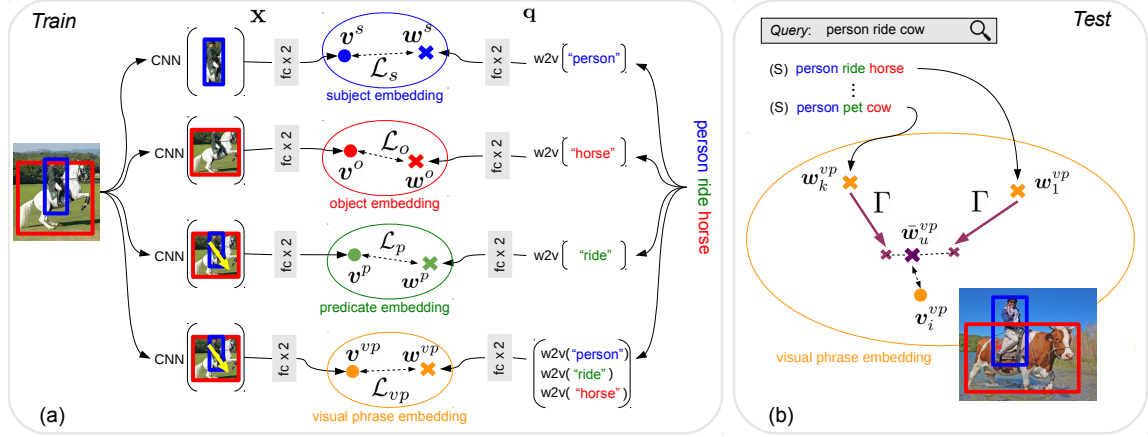 Train
x
q
CNN
fc x 2
v^s
w^s
L_s
fc x 2
w2v("person")
subject embedding
CNN
fc x 2
v^o
L_o
w^o
fc x 2
w2v("horse")
object embedding
CNN
fc x 2
v^p
L_p
w^p
fc x 2
w2v("ride")
predicate embedding
CNN
fc x 2
v^{vp}
w^{vp}
L_{vp}
fc x 2
w2v("person")
w2v("ride")
w2v("horse")
visual phrase embedding
person ride horse
(a)
Test
Query: person ride cow
(S) person ride horse
(S) person pet cow
w_k^{vp}
w_1^{vp}
Γ
Γ
w̄_u^{vp}
v_i^{vp}
visual phrase embedding
(b)